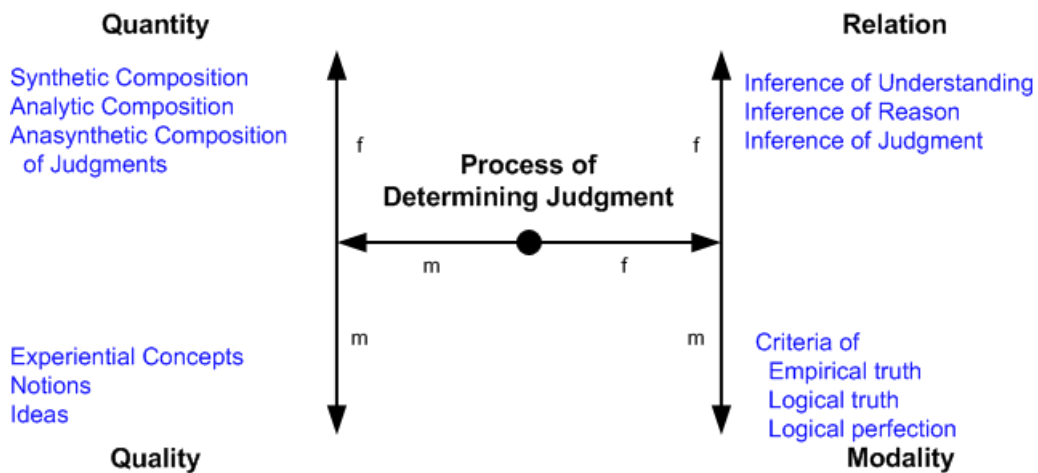 Quantity
Relation
Synthetic Composition
Analytic Composition
Anasynthetic Composition
of Judgments
Inference of Understanding
Inference of Reason
Inference of Judgment
f
f
Process of
Determining Judgment
m
f
m
m
Experiential Concepts
Notions
Ideas
Criteria of
Empirical truth
Logical truth
Logical perfection
Quality
Modality